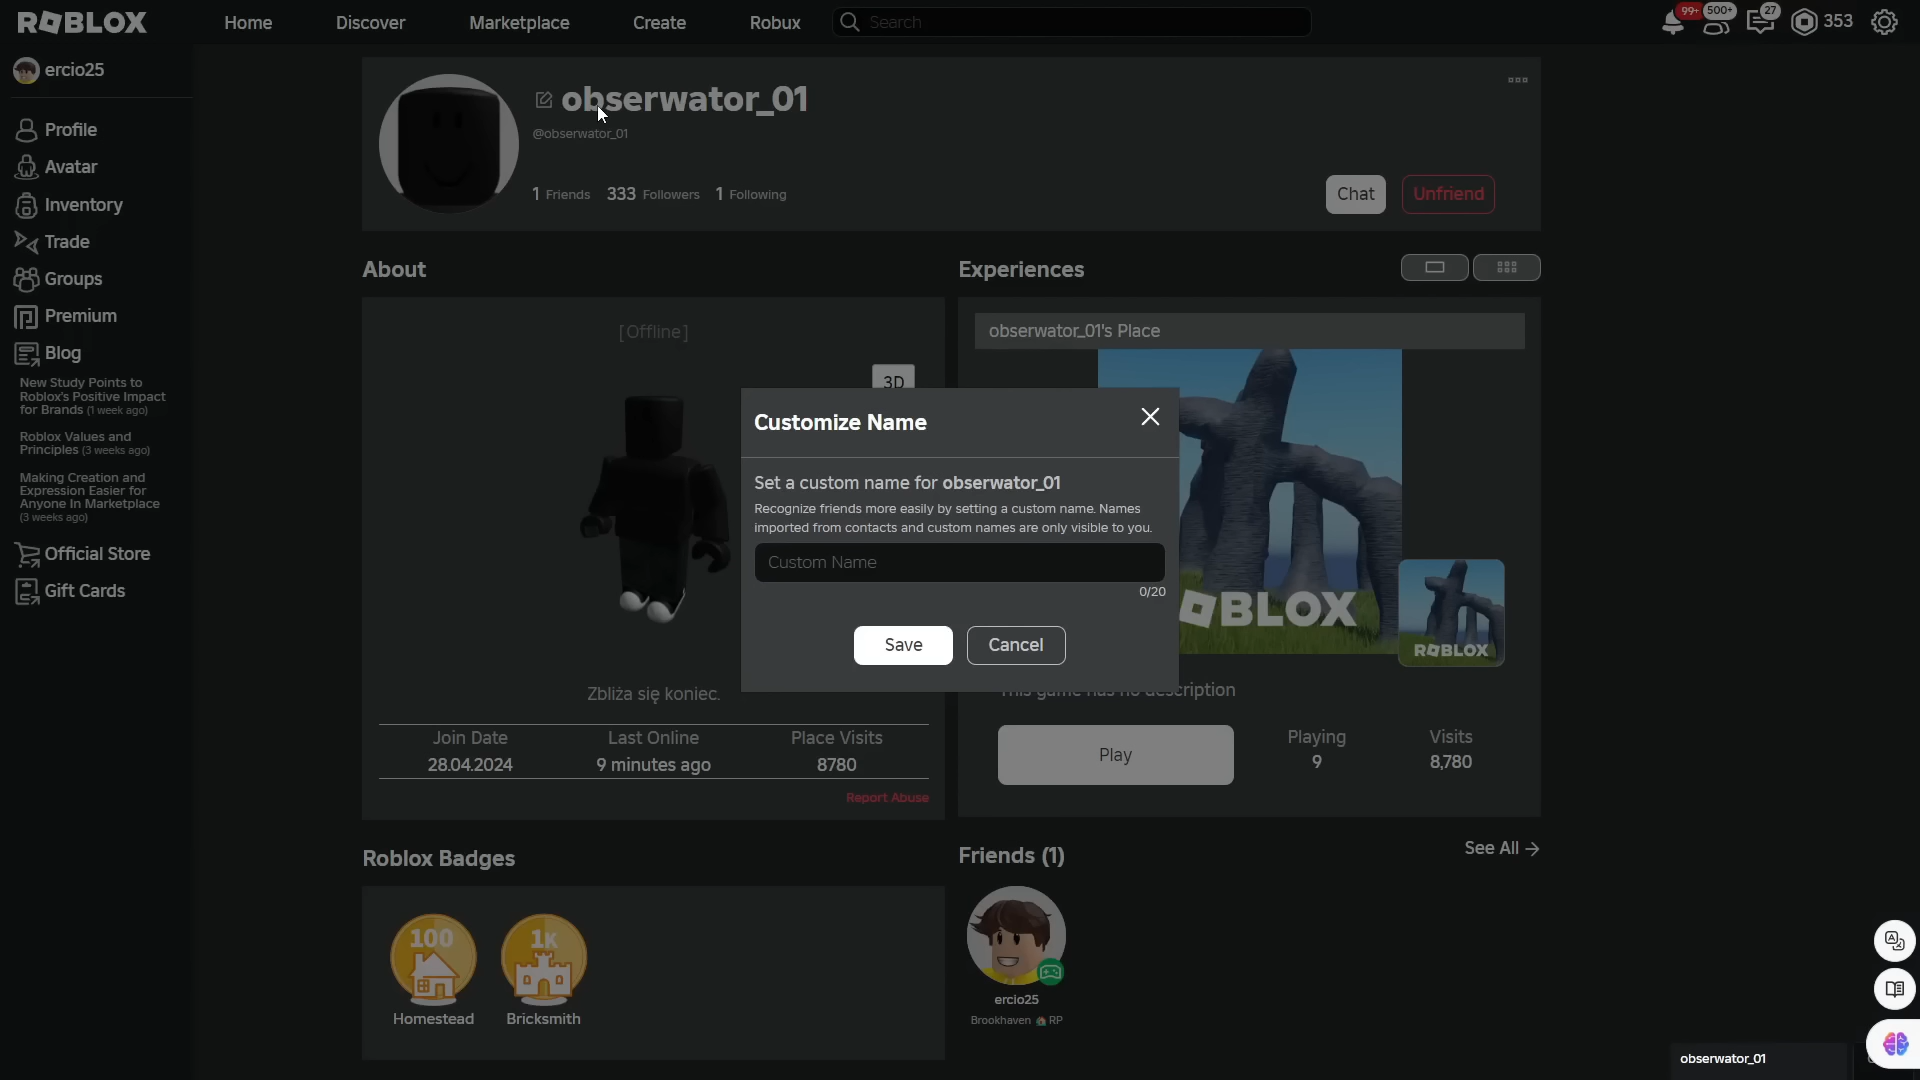 ROBLOX
Home
Discover
Marketplace
Create
Robux
Search
99+
500+
27
353
ercio25
Profile
Avatar
Inventory
Trade
Groups
Premium
Blog
New Study Points to
Roblox's Positive Impact
for Brands (1 week ago)
Roblox Values and
Principles (3 weeks ago)
Making Creation and
Expression Easier for
Anyone In Marketplace
(3 weeks ago)
Official Store
Gift Cards
obserwator_01
@obserwator_01
1 Friends 333 Followers 1 Following
Chat
Unfriend
About
[Offline]
3D
Zbliża się koniec.
Join Date
Last Online
Place Visits
28.04.2024
9 minutes ago
8780
Report Abuse
Experiences
obserwator_01's Place
ROBLOX
ROBLOX
This game has no description
Play
Playing
9
Visits
8,780
Customize Name
Set a custom name for obserwator_01
Recognize friends more easily by setting a custom name. Names
imported from contacts and custom names are only visible to you.
Custom Name
0/20
Save
Cancel
Roblox Badges
100
Homestead
1K
Bricksmith
Friends (1)
See All
ercio25
Brookhaven 🏡RP
obserwator_01